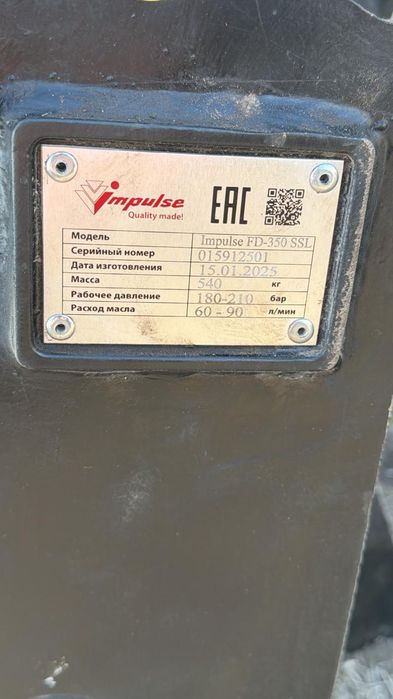 impulse
Quality made!
EAC
Модель Impulse FD-350 SSL
Серийный номер 015912501
Дата изготовления 15.01.2025
Масса 540 кг
Рабочее давление 180-210 бар
Расход масла 60 - 90 л/мин